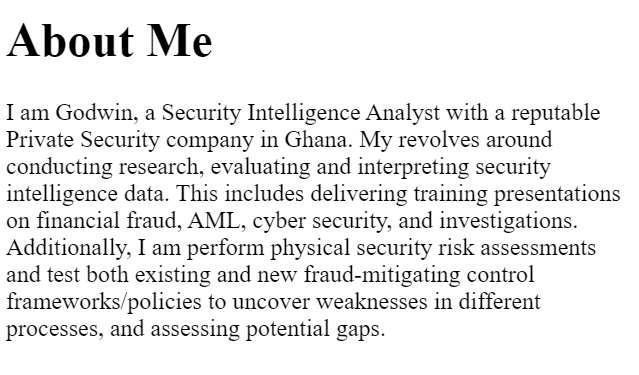 About Me
I am Godwin, a Security Intelligence Analyst with a reputable
Private Security company in Ghana. My revolves around
conducting research, evaluating and interpreting security
intelligence data. This includes delivering training presentations
on financial fraud, AML, cyber security, and investigations.
Additionally, I am perform physical security risk assessments
and test both existing and new fraud-mitigating control
frameworks/policies to uncover weaknesses in different
processes, and assessing potential gaps.